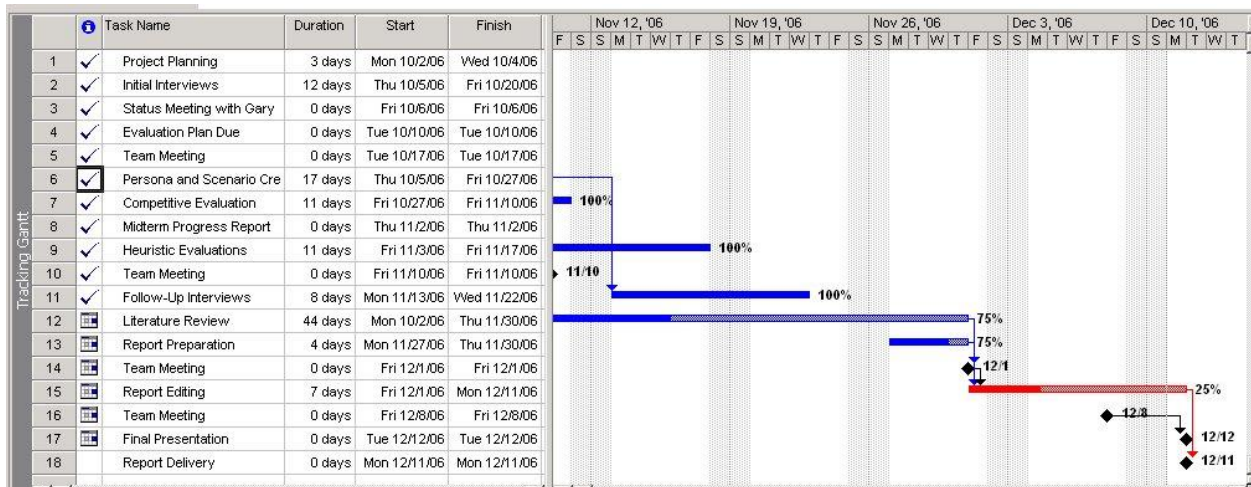 Task Name Duration Start Finish Nov 12, '06 Nov 19, '06 Nov 26, '06 Dec 3, '06 Dec 10, '06
F S S M T W T F S S M T W T F S S M T W T F S S M T W T F S S M T W T
1 Project Planning 3 days Mon 10/2/06 Wed 10/4/06
2 Initial Interviews 12 days Thu 10/5/06 Fri 10/20/06
3 Status Meeting with Gary 0 days Fri 10/6/06 Fri 10/6/06
4 Evaluation Plan Due 0 days Tue 10/10/06 Tue 10/10/06
5 Team Meeting 0 days Tue 10/17/06 Tue 10/17/06
6 Persona and Scenario Cre 17 days Thu 10/5/06 Fri 10/27/06
7 Competitive Evaluation 11 days Fri 10/27/06 Fri 11/10/06 100%
8 Midterm Progress Report 0 days Thu 11/2/06 Thu 11/2/06
9 Heuristic Evaluations 11 days Fri 11/3/06 Fri 11/17/06 100%
10 Team Meeting 0 days Fri 11/10/06 Fri 11/10/06 11/10
11 Follow-Up Interviews 8 days Mon 11/13/06 Wed 11/22/06 100%
12 Literature Review 44 days Mon 10/2/06 Thu 11/30/06 75%
13 Report Preparation 4 days Mon 11/27/06 Thu 11/30/06 75%
14 Team Meeting 0 days Fri 12/1/06 Fri 12/1/06 12/1
15 Report Editing 7 days Fri 12/1/06 Mon 12/11/06 25%
16 Team Meeting 0 days Fri 12/8/06 Fri 12/8/06 12/8
17 Final Presentation 0 days Tue 12/12/06 Tue 12/12/06 12/12
18 Report Delivery 0 days Mon 12/11/06 Mon 12/11/06 12/11
Tracking Gantt